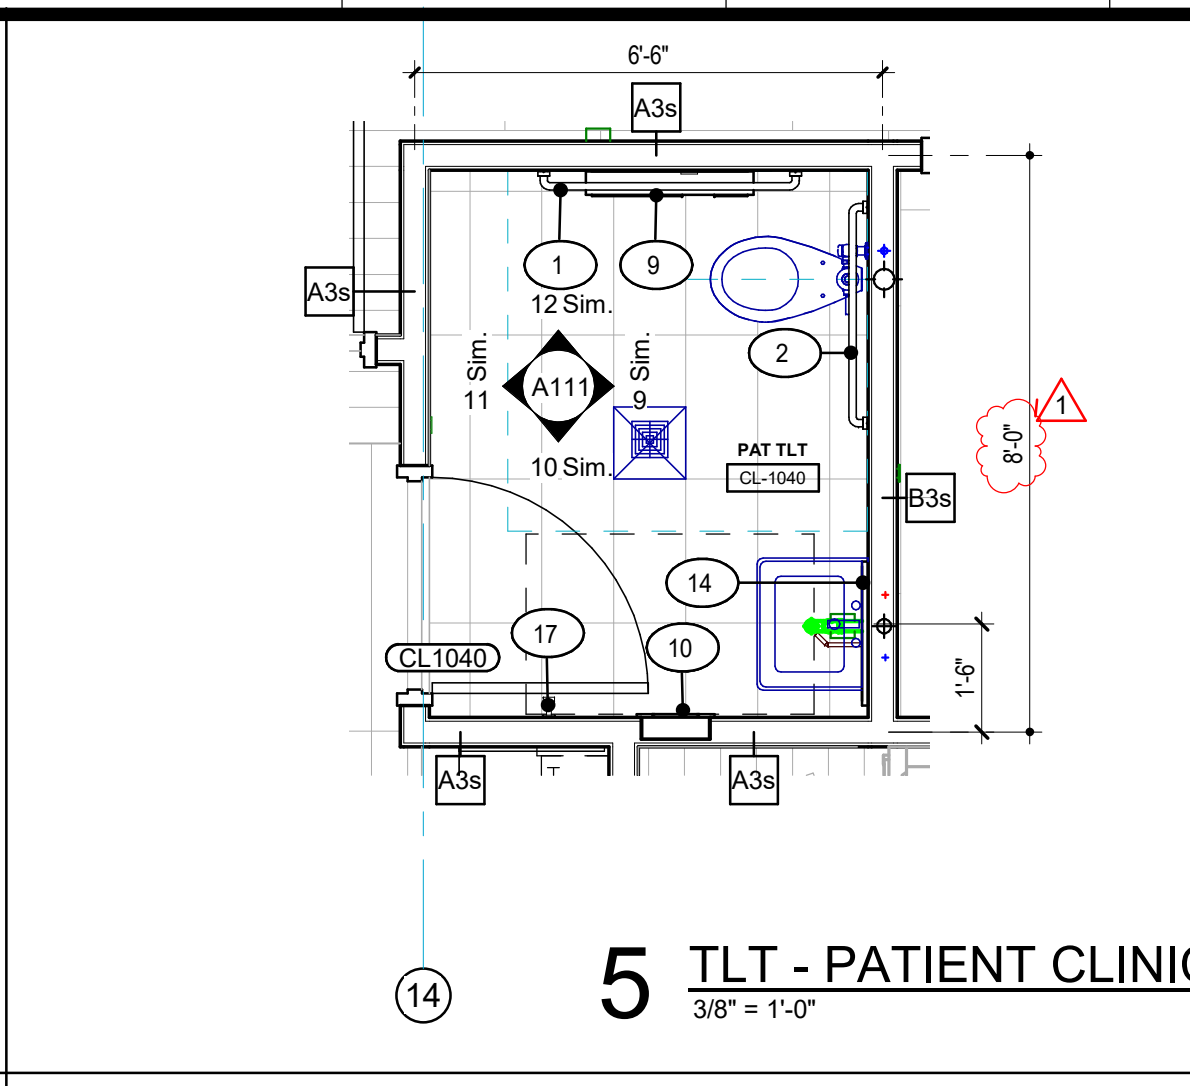 6'-6"
A3s
A3s
1
9
12 Sim.
11 Sim.
A111
9 Sim.
10 Sim.
2
PAT TLT
CL-1040
1
8'-0"
B3s
14
17
10
CL1040
1'-6"
A3s
A3s
14
5
TLT - PATIENT CLINIC
3/8" = 1'-0"